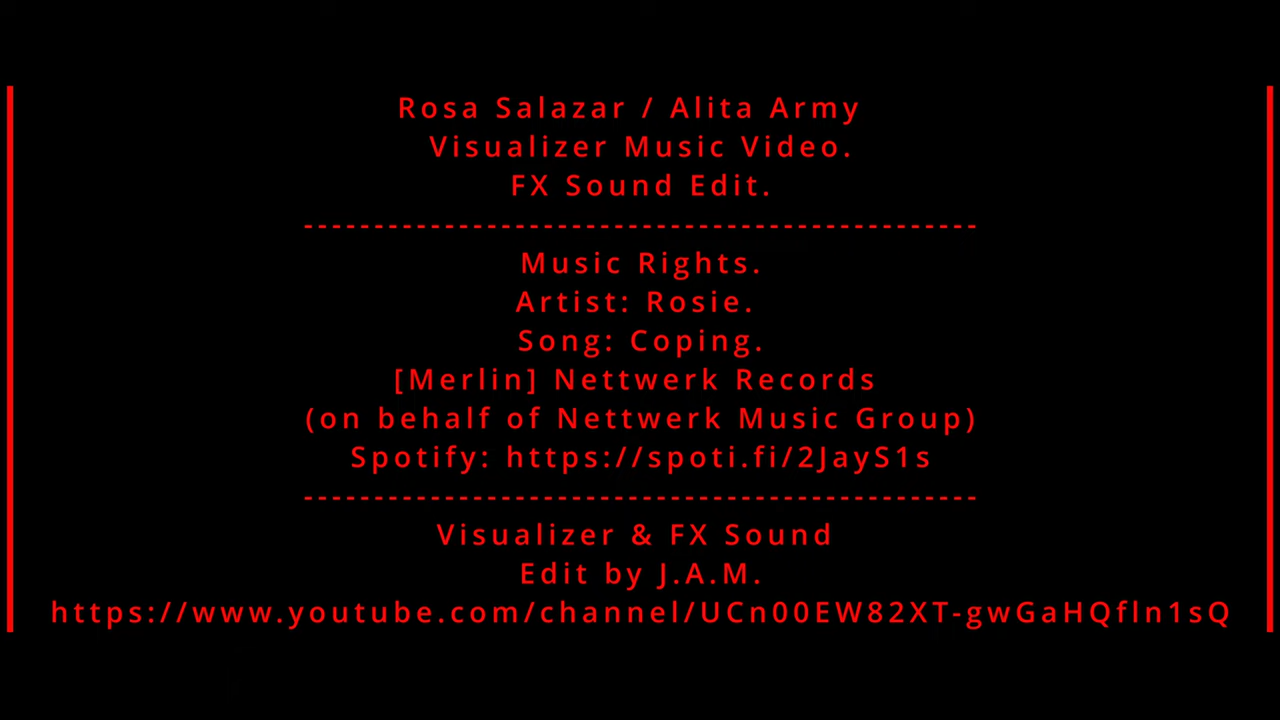 Rosa Salazar / Alita Army
Visualizer Music Video.
FX Sound Edit.
------------------------------------------------
Music Rights.
Artist: Rosie.
Song: Coping.
[Merlin] Nettwerk Records
(on behalf of Nettwerk Music Group)
Spotify: https://spoti.fi/2JayS1s
------------------------------------------------
Visualizer & FX Sound
Edit by J.A.M.
https://www.youtube.com/channel/UCn00EW82XT-gwGaHQfln1sQ